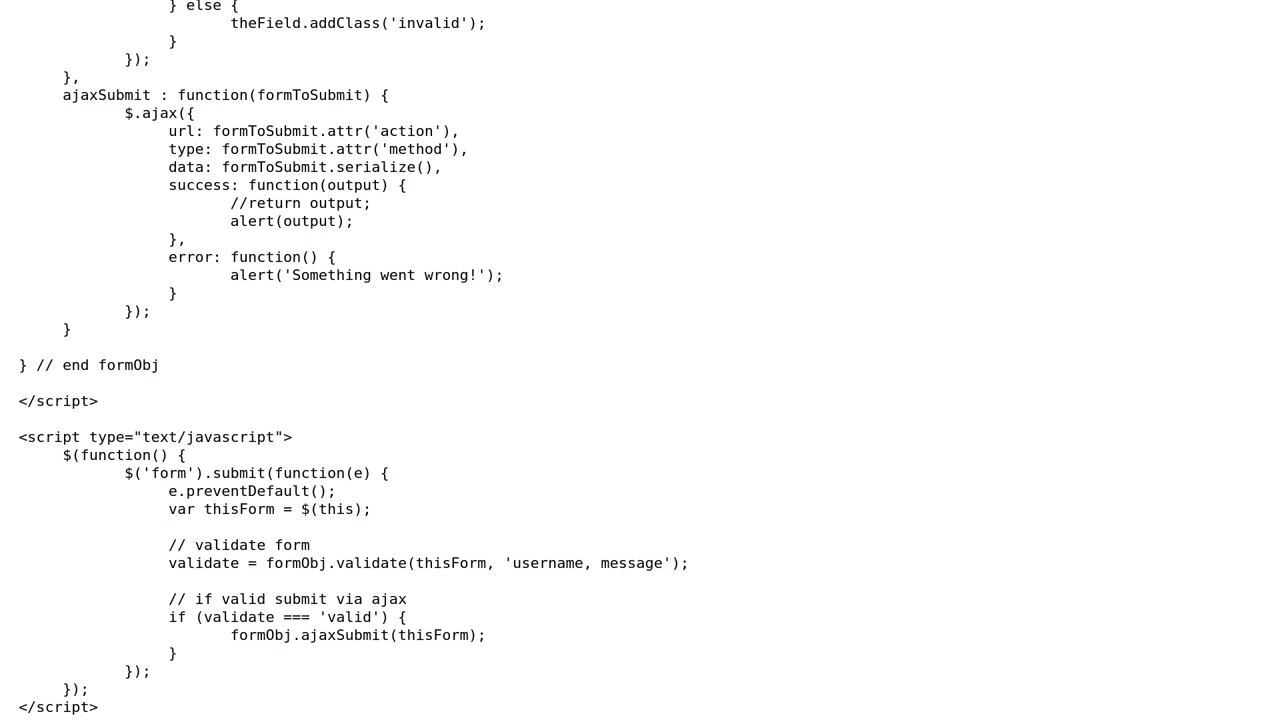 } else {
theField.addClass('invalid');
}
});
},
ajaxSubmit : function(formToSubmit) {
$.ajax({
url: formToSubmit.attr('action'),
type: formToSubmit.attr('method'),
data: formToSubmit.serialize(),
success: function(output) {
//return output;
alert(output);
},
error: function() {
alert('Something went wrong!');
}
});
}
} // end formObj
</script>
<script type="text/javascript">
$(function() {
$('form').submit(function(e) {
e.preventDefault();
var thisForm = $(this);
// validate form
validate = formObj.validate(thisForm, 'username, message');
// if valid submit via ajax
if (validate === 'valid') {
formObj.ajaxSubmit(thisForm);
}
});
});
</script>